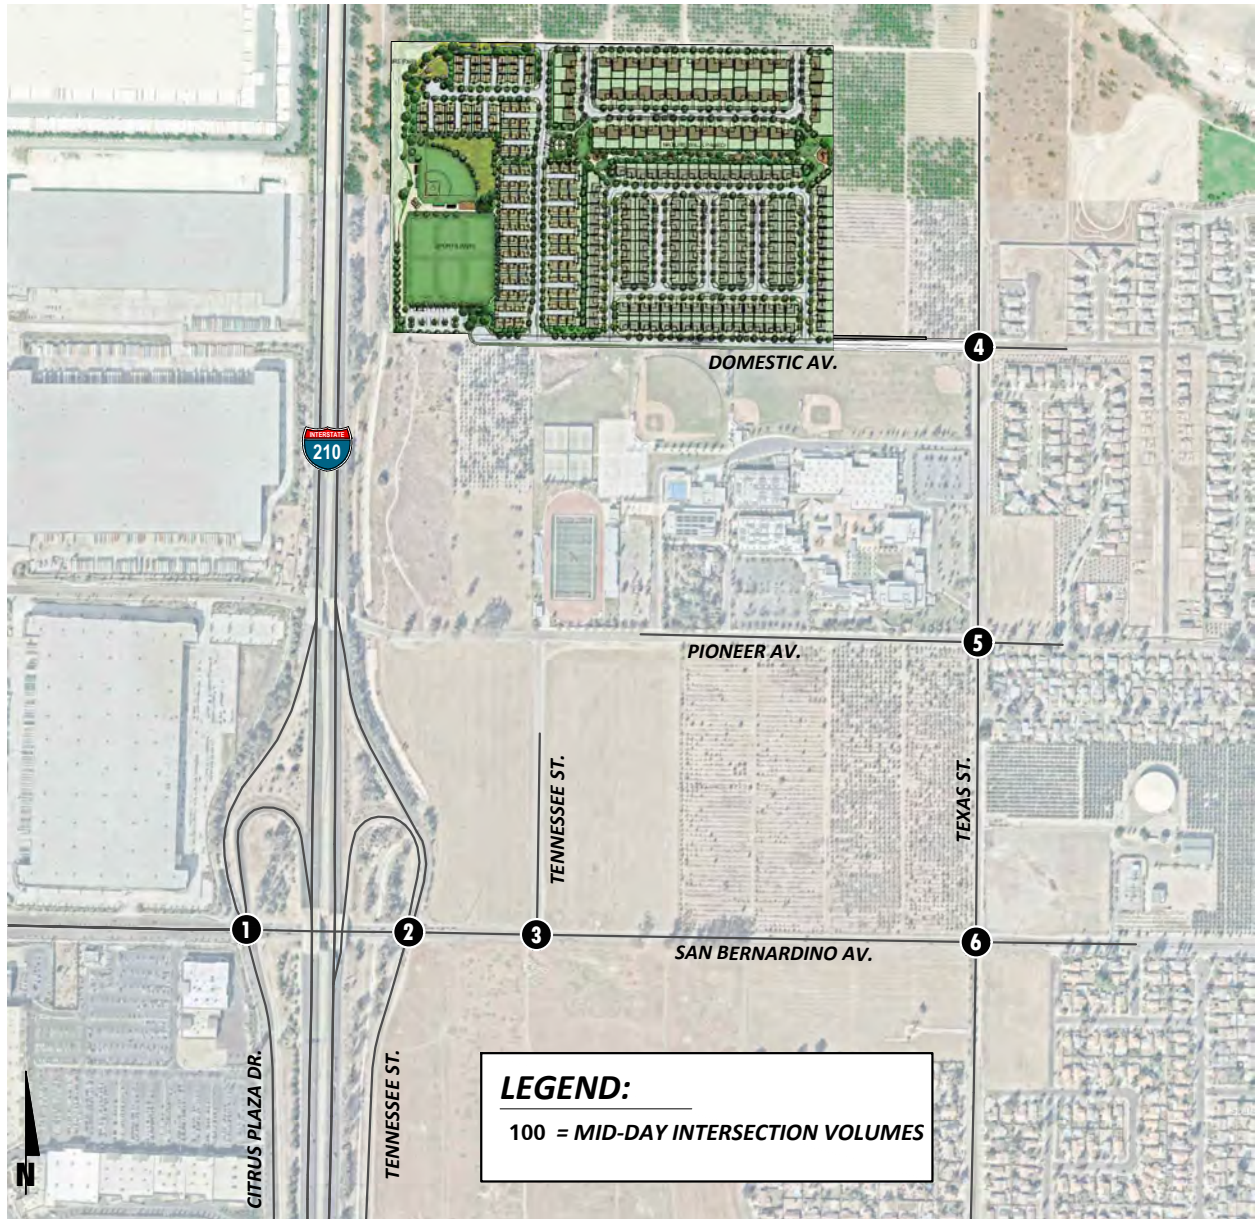 DOMESTIC AV.
4
INTERSTATE
210
PIONEER AV.
5
TENNESSEE ST.
TEXAS ST.
1
2
3
6
SAN BERNARDINO AV.
CITRUS PLAZA DR.
TENNESSEE ST.
LEGEND:
100 = MID-DAY INTERSECTION VOLUMES
N